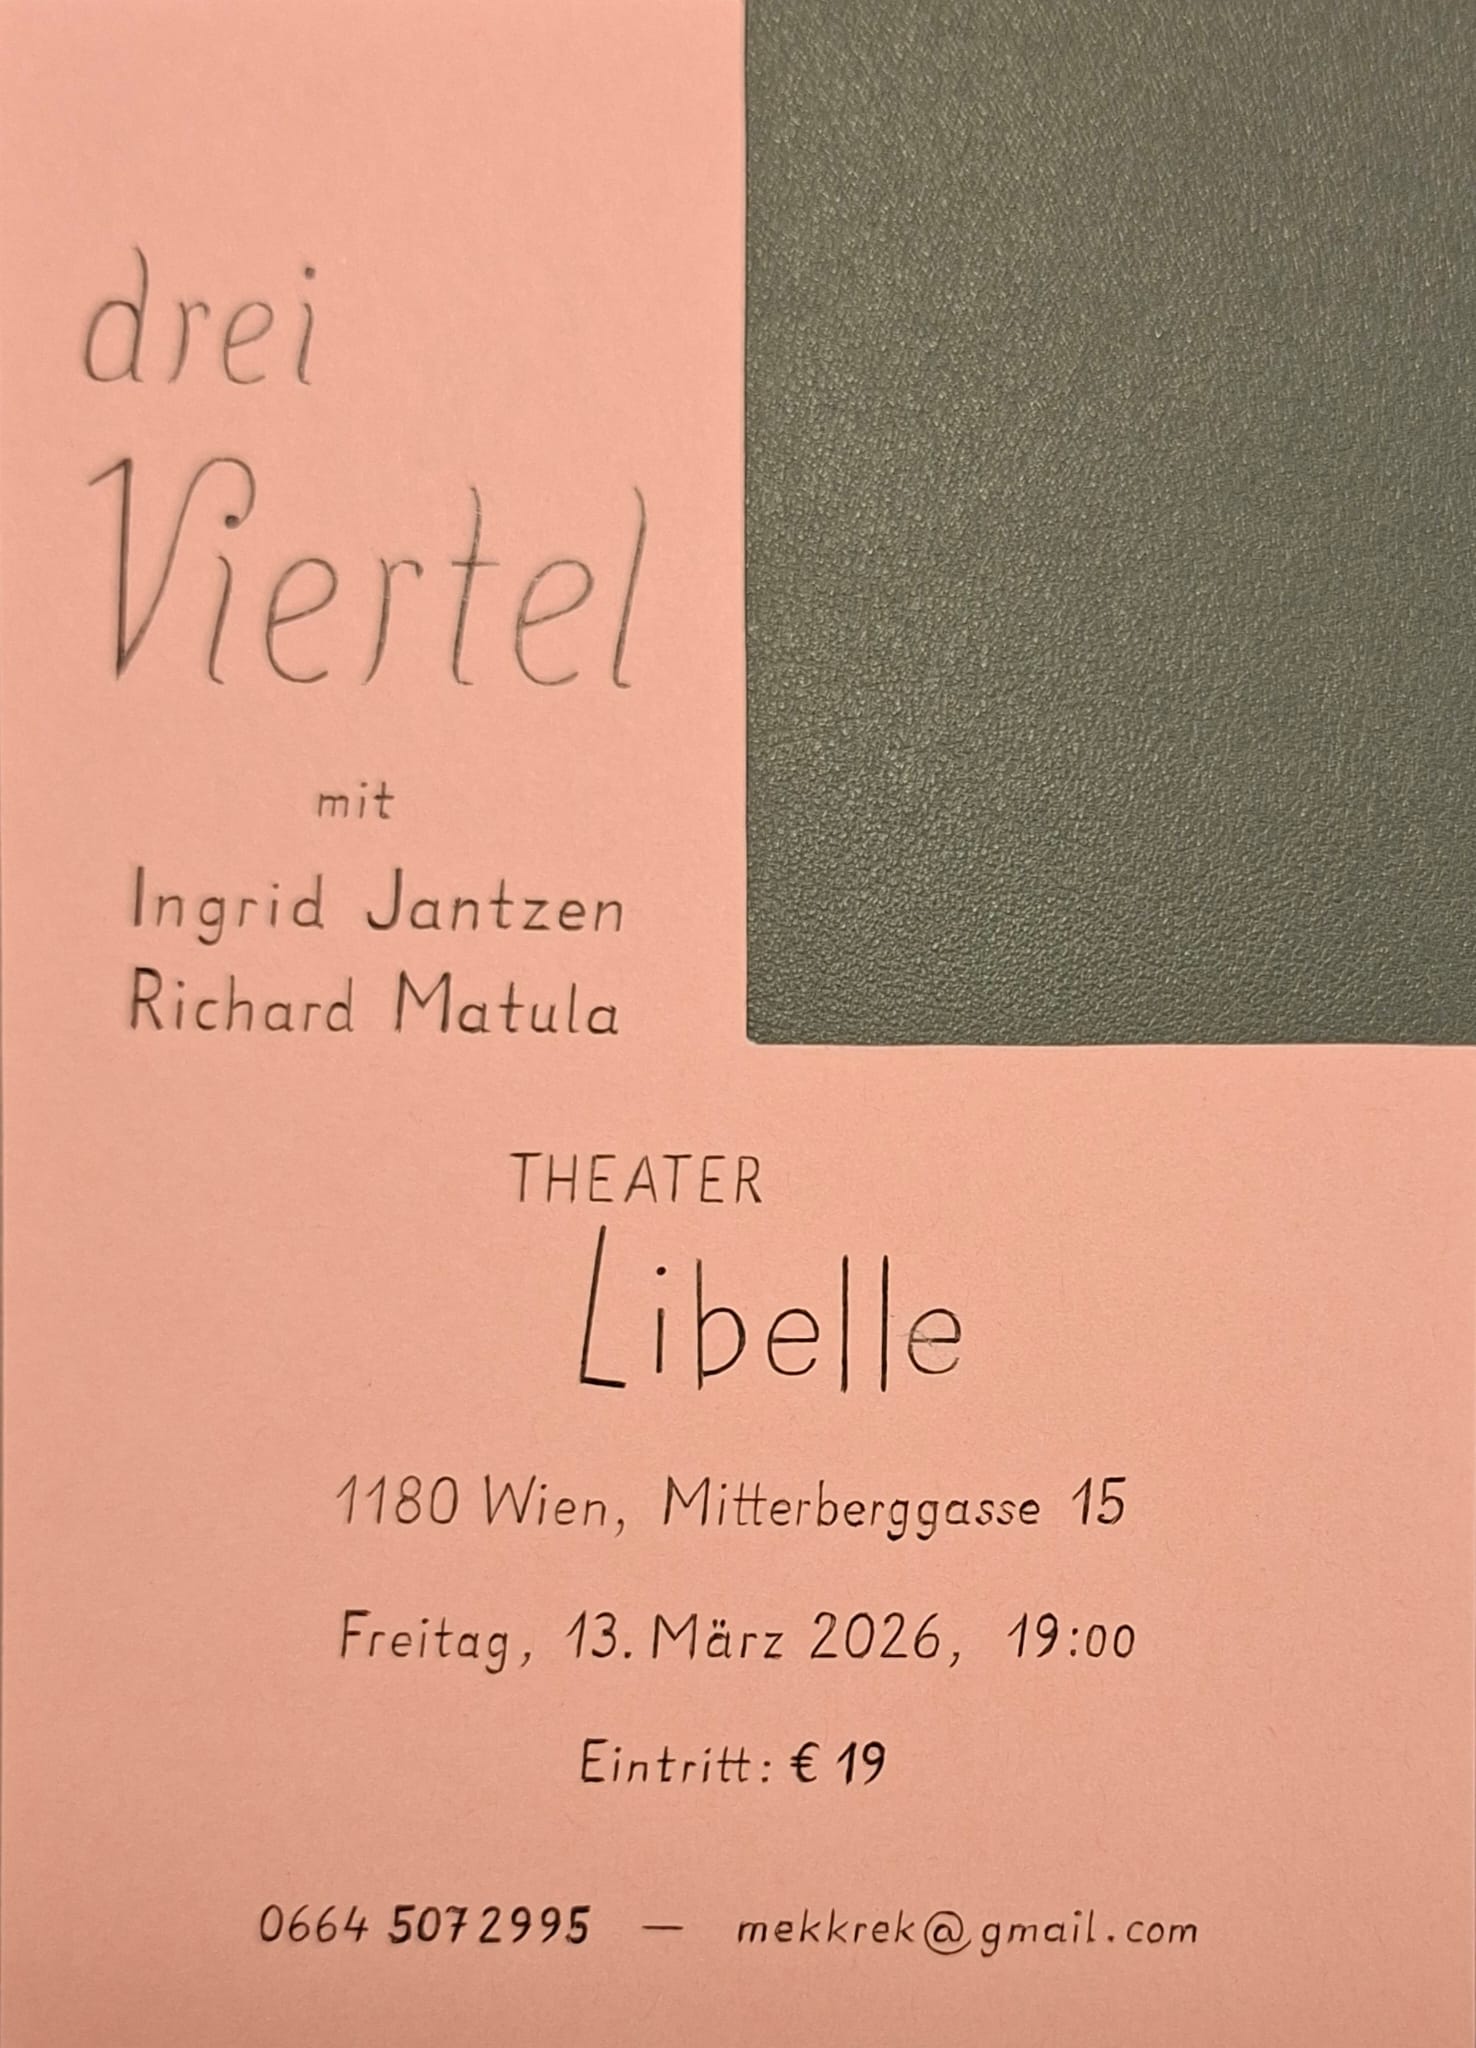 drei
Viertel
mit
Ingrid Jantzen
Richard Matula
THEATER
Libelle
1180 Wien, Mitterberggasse 15
Freitag, 13. März 2026, 19:00
Eintritt: € 19
0664 5072995 — mekkrek@gmail.com